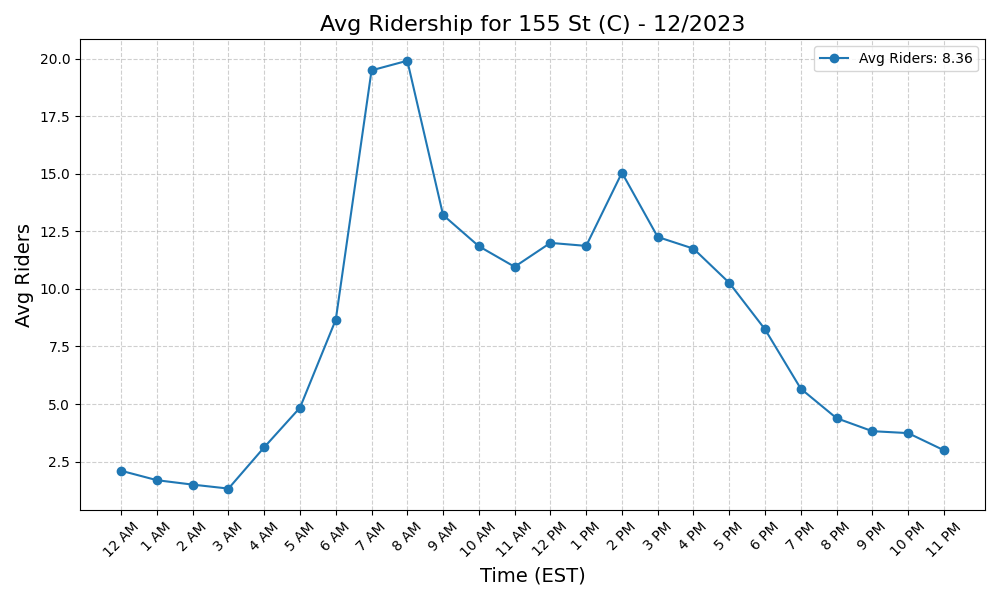 Avg Ridership for 155 St (C) - 12/2023
Avg Riders: 8.36
Avg Riders
20.0
17.5
15.0
12.5
10.0
7.5
5.0
2.5
12 AM
1 AM
2 AM
3 AM
4 AM
5 AM
6 AM
7 AM
8 AM
9 AM
10 AM
11 AM
12 PM
1 PM
2 PM
3 PM
4 PM
5 PM
6 PM
7 PM
8 PM
9 PM
10 PM
11 PM
Time (EST)